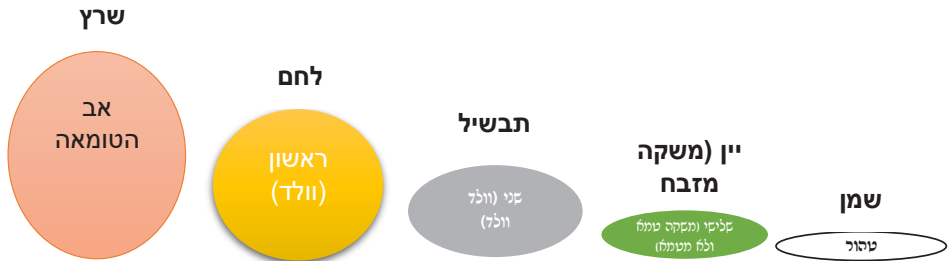 שרץ
אב
הטומאה
לחם
ראשון
(וולד)
תבשיל
שני (וולד
וולד)
יין (משקה
מזבח
שלישי (משקה טמא
ולא מטמא)
שמן
טהור